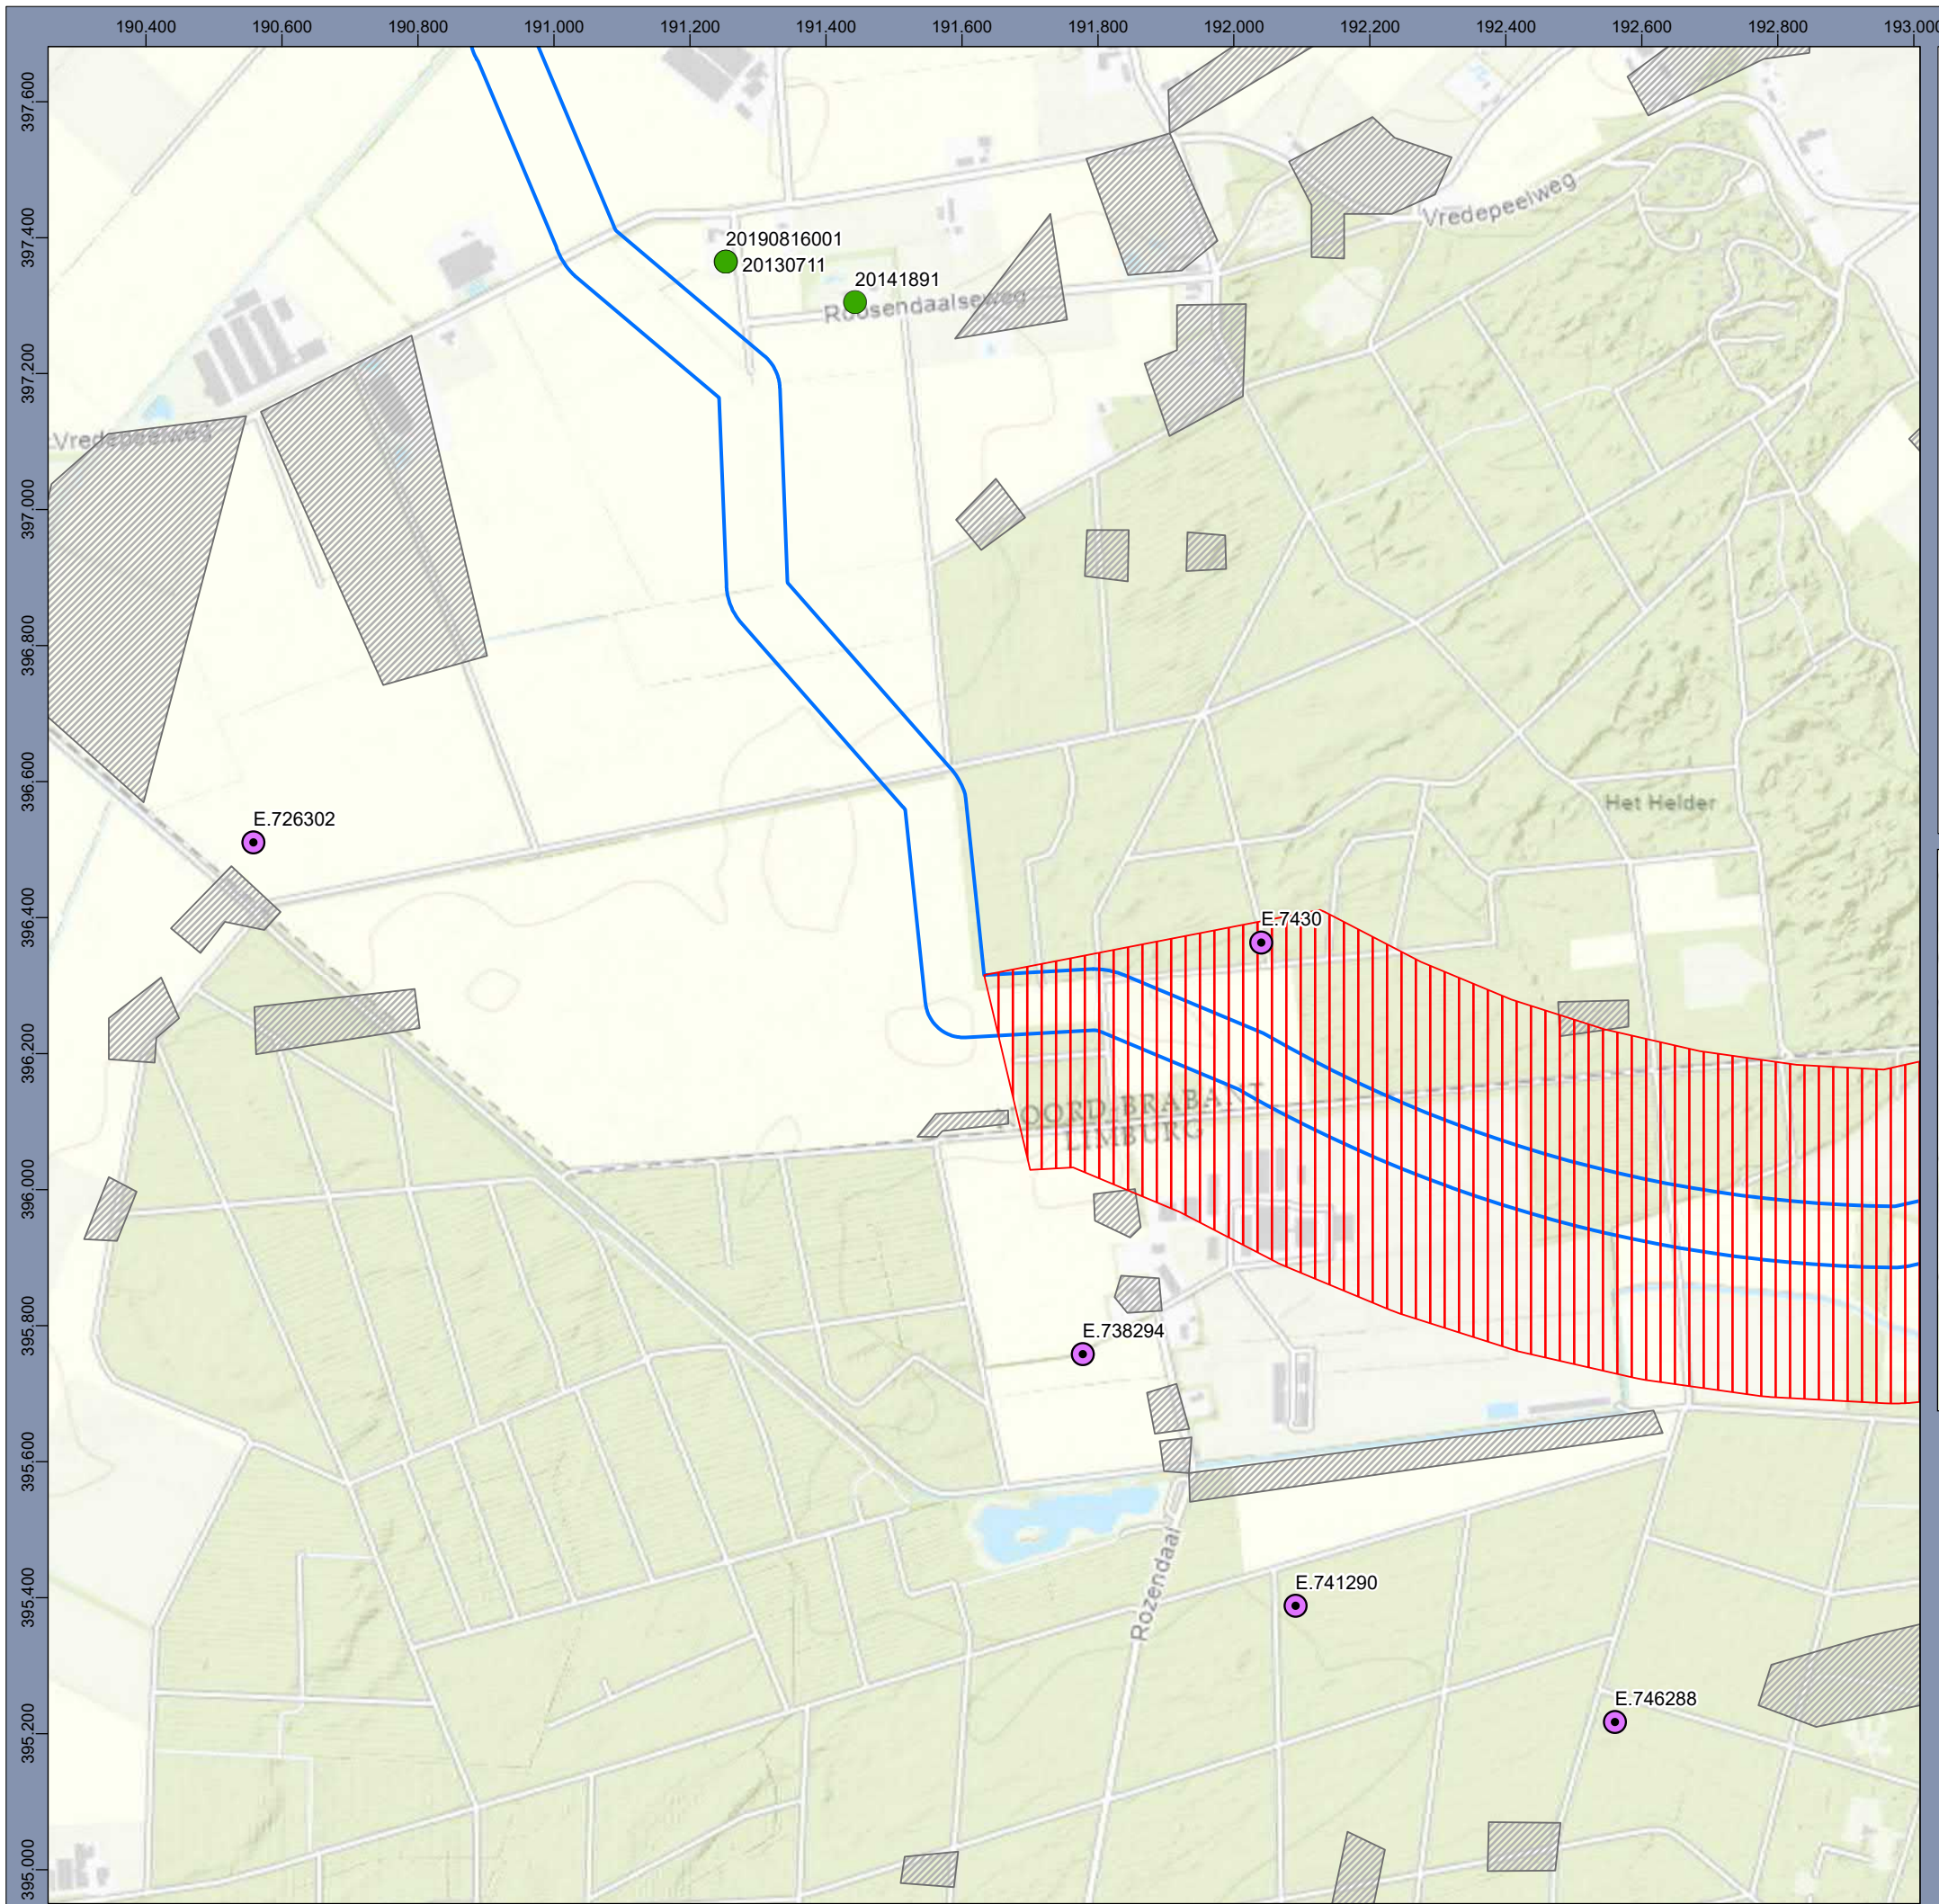 190.400 190.600 190.800 191.000 191.200 191.400 191.600 191.800 192.000 192.200 192.400 192.600 192.800 193.000
397.600
397.400
397.200
397.000
396.800
396.600
396.400
396.200
396.000
395.800
395.600
395.400
395.200
395.000
Vredepeelweg
20190816001
20130711
20141891
Roosendaalseweg
Vredepeelweg
Het Helder
E.726302
E.7430
NOORD-BRABANT
LIMBURG
E.738294
Rozendaal
E.741290
E.746288